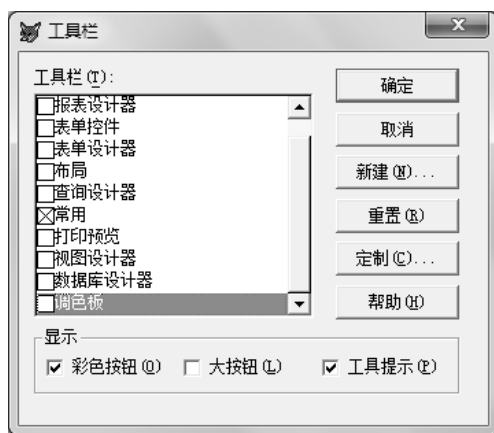 工具栏
工具栏(T):
报表设计器
表单控件
表单设计器
布局
查询设计器
常用
打印预览
视图设计器
数据库设计器
调色板
确定
取消
新建(N)...
重置(R)
定制(C)...
帮助(H)
显示
彩色按钮(O) 大按钮(L) 工具提示(P)